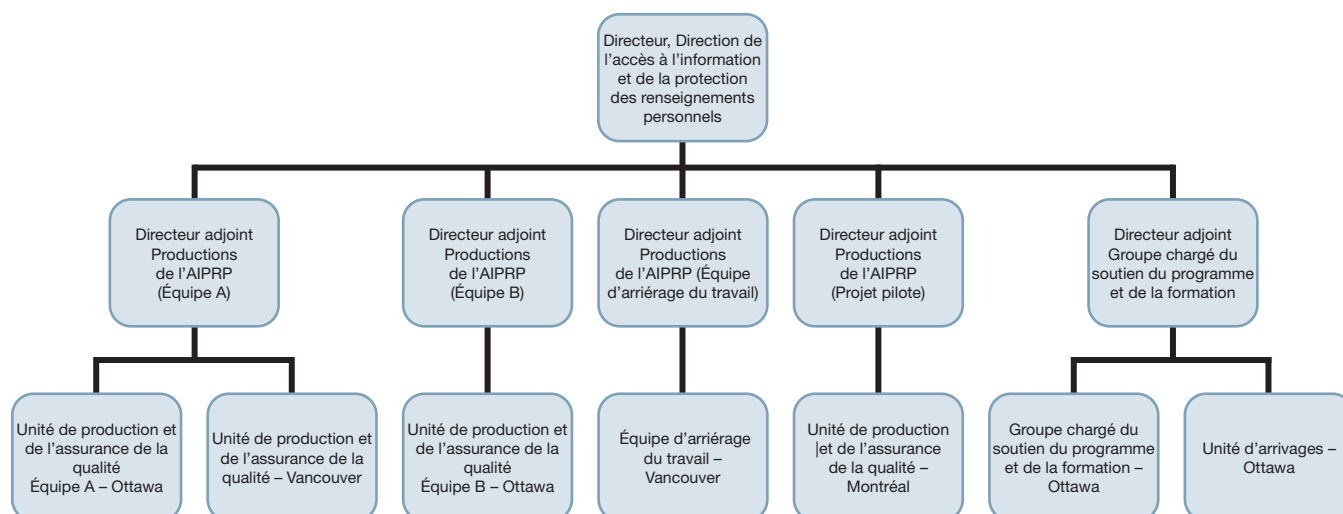 Directeur, Direction de
l’accès à l’information
et de la protection
des renseignements
personnels
Directeur adjoint
Productions
de l’AIPRP
(Équipe A)
Directeur adjoint
Productions
de l’AIPRP
(Équipe B)
Directeur adjoint
Productions
de l’AIPRP (Équipe
d’arriérage du travail)
Directeur adjoint
Productions
de l’AIPRP
(Projet pilote)
Directeur adjoint
Groupe chargé du
soutien du programme
et de la formation
Unité de production et
de l’assurance de la
qualité
Équipe A – Ottawa
Unité de production et
de l’assurance de la
qualité – Vancouver
Unité de production et
de l’assurance de la
qualité
Équipe B – Ottawa
Équipe d’arriérage
du travail –
Vancouver
Unité de production
|et de l’assurance
de la qualité –
Montréal
Groupe chargé du
soutien du programme
et de la formation –
Ottawa
Unité d’arrivages –
Ottawa